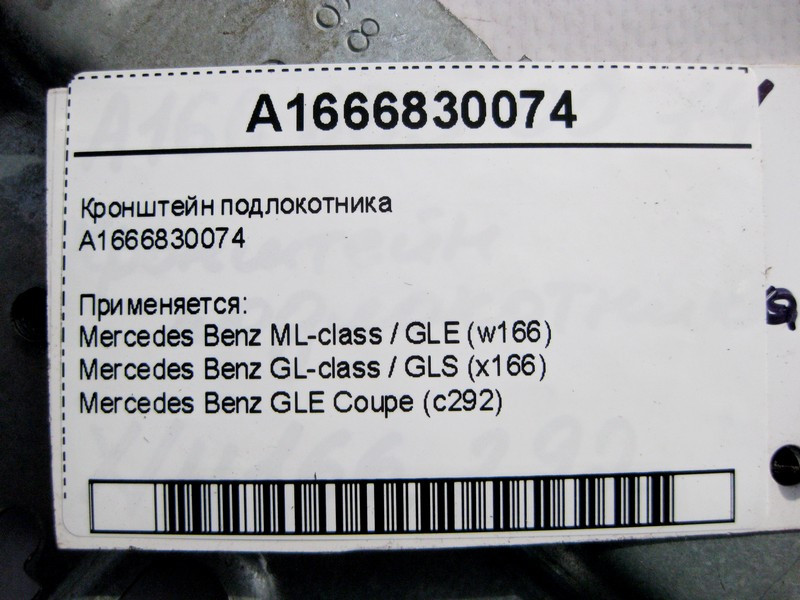 A1666830074
Кронштейн подлокотника
A1666830074
Применяется:
Mercedes Benz ML-class / GLE (w166)
Mercedes Benz GL-class / GLS (x166)
Mercedes Benz GLE Coupe (c292)